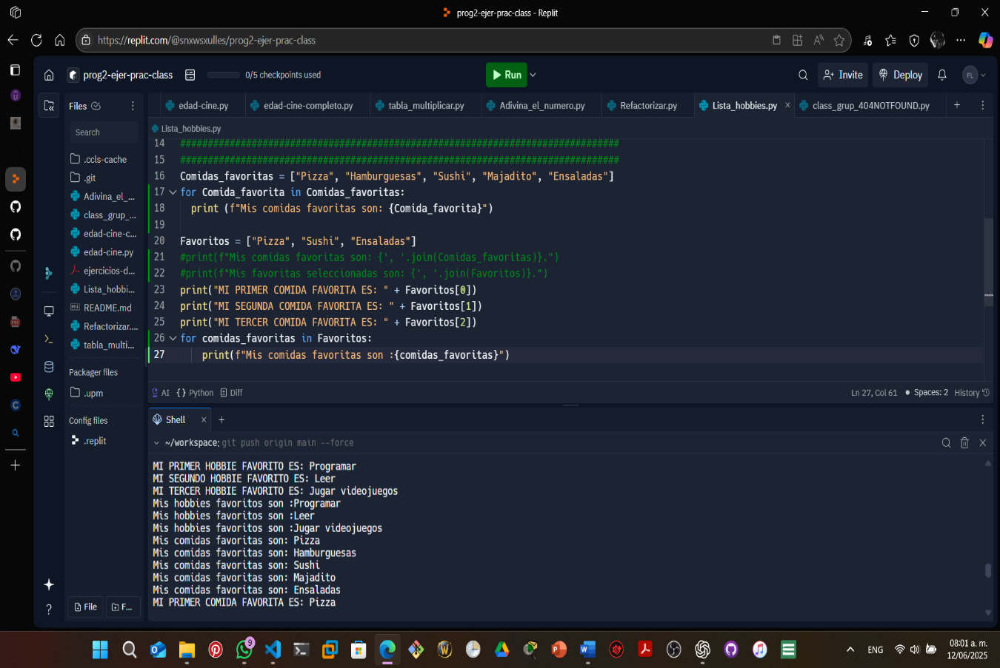 prog2-ejer-prac-class - Replit
https://replit.com/@snxwsxulles/prog2-ejer-prac-class
prog2-ejer-prac-class
0/5 checkpoints used
Run
Invite
Deploy
FL
Files
edad-cine.py
edad-cine-completo.py
tabla_multiplicar.py
Adivina_el_numero.py
Refactorizar.py
Lista_hobbies.py
class_grup_404NOTFOUND.py
Search
.ccls-cache
.git
Adivina_el_...
class_grup_...
edad-cine-c...
edad-cine.py
ejercicios-d...
Lista_hobbi...
README.md
Refactorizar....
tabla_multi...
Packager files
.upm
Config files
.replit
File
F...
Lista_hobbies.py
14 ################################################################################
15 ################################################################################
16 Comidas_favoritas = ["Pizza", "Hamburguesas", "Sushi", "Majadito", "Ensaladas"]
17 for Comida_favorita in Comidas_favoritas:
18 print (f"Mis comidas favoritas son: {Comida_favorita}")
19
20 Favoritos = ["Pizza", "Sushi", "Ensaladas"]
21 #print(f"Mis comidas favoritas son: {', '.join(Comidas_favoritas)}.")
22 #print(f"Mis favoritas seleccionadas son: {', '.join(Favoritos)}.")
23 print("MI PRIMER COMIDA FAVORITA ES: " + Favoritos[0])
24 print("MI SEGUNDA COMIDA FAVORITA ES: " + Favoritos[1])
25 print("MI TERCER COMIDA FAVORITA ES: " + Favoritos[2])
26 for comidas_favoritas in Favoritos:
27 print(f"Mis comidas favoritas son :{comidas_favoritas}")
AI {} Python Diff
Ln 27, Col 61 Spaces: 2 History
Shell
~/workspace: git push origin main --force
MI PRIMER HOBBIE FAVORITO ES: Programar
MI SEGUNDO HOBBIE FAVORITO ES: Leer
MI TERCER HOBBIE FAVORITO ES: Jugar videojuegos
Mis hobbies favoritos son :Programar
Mis hobbies favoritos son :Leer
Mis hobbies favoritos son :Jugar videojuegos
Mis comidas favoritas son: Pizza
Mis comidas favoritas son: Hamburguesas
Mis comidas favoritas son: Sushi
Mis comidas favoritas son: Majadito
Mis comidas favoritas son: Ensaladas
MI PRIMER COMIDA FAVORITA ES: Pizza
9
ENG
08:01 a. m.
12/06/2025